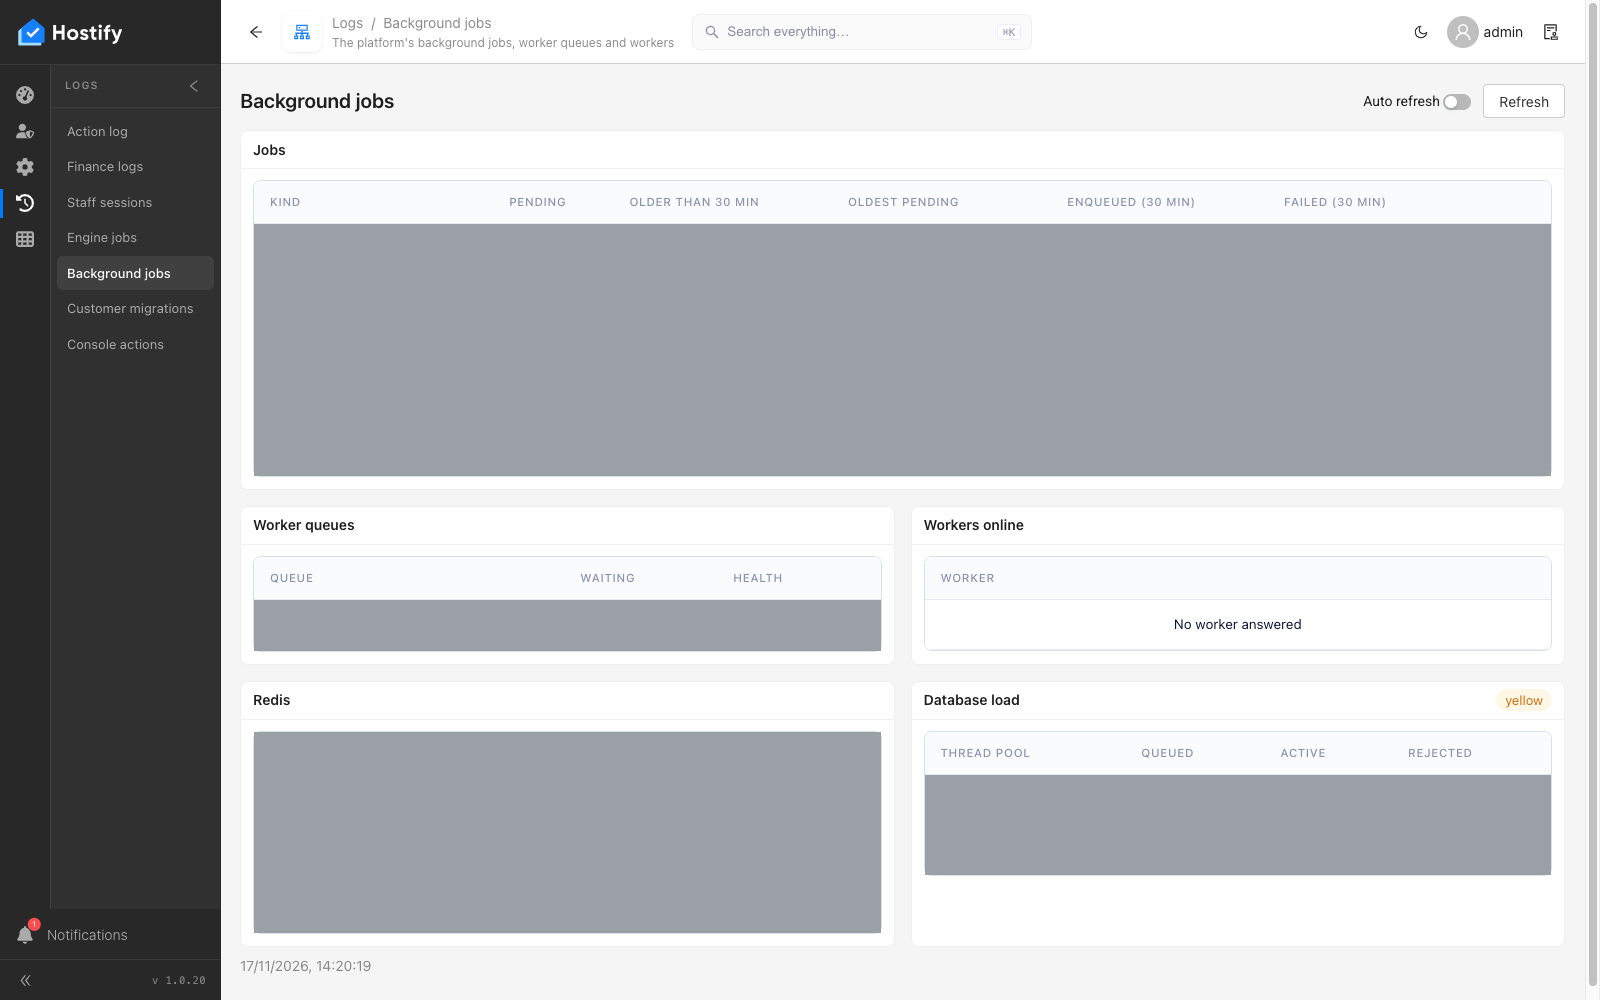 Hostify
Logs / Background jobs
The platform's background jobs, worker queues and workers
Search everything...
⌘K
admin
LOGS
Action log
Finance logs
Staff sessions
Engine jobs
Background jobs
Customer migrations
Console actions
1
Notifications
v 1.0.20
Background jobs
Auto refresh
Refresh
Jobs
KIND PENDING OLDER THAN 30 MIN OLDEST PENDING ENQUEUED (30 MIN) FAILED (30 MIN)
Worker queues
QUEUE WAITING HEALTH
Workers online
WORKER
No worker answered
Redis
Database load
yellow
THREAD POOL QUEUED ACTIVE REJECTED
17/11/2026, 14:20:19